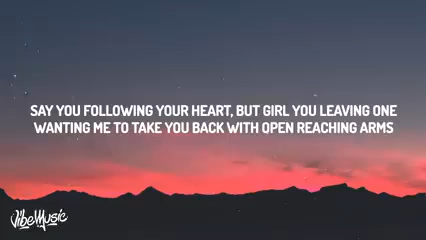 SAY YOU FOLLOWING YOUR HEART, BUT GIRL YOU LEAVING ONE
WANTING ME TO TAKE YOU BACK WITH OPEN REACHING ARMS
VibeMusic